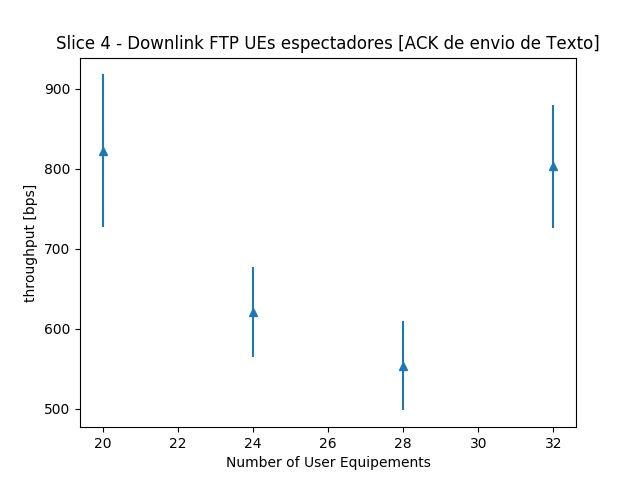 Slice 4 - Downlink FTP UEs espectadores [ACK de envio de Texto]
900
800
700
600
500
throughput [bps]
20 22 24 26 28 30 32
Number of User Equipements